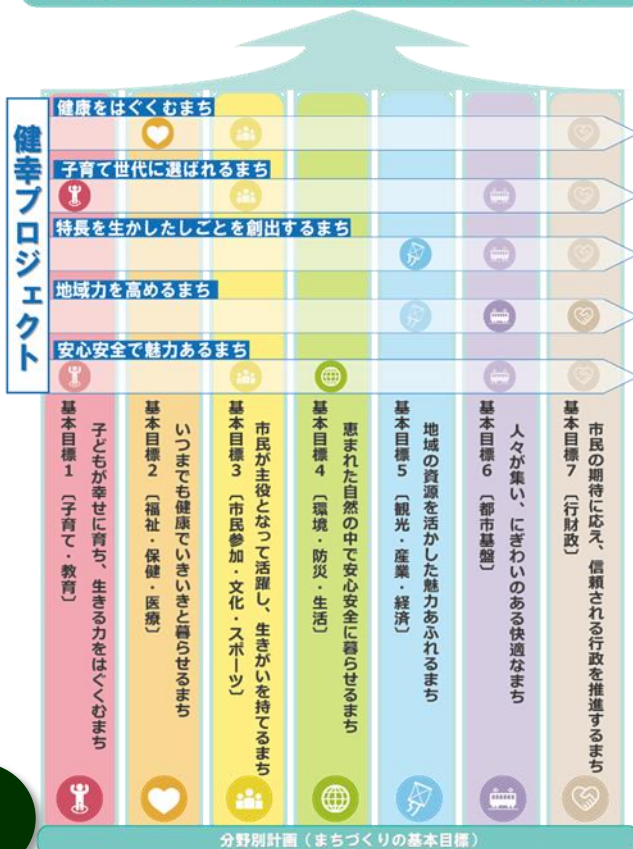 健幸プロジェクト
健康をはぐくむまち
子育て世代に選ばれるまち
特長を生かしたしごとを創出するまち
地域力を高めるまち
安心安全で魅力あるまち
基本目標1 〔子育て・教育〕
子どもが幸せに育ち、生きる力をはぐくむまち
基本目標2 〔福祉・保健・医療〕
いつまでも健康でいきいきと暮らせるまち
基本目標3 〔市民参加・文化・スポーツ〕
市民が主役となって活躍し、生きがいを持てるまち
基本目標4 〔環境・防災・生活〕
恵まれた自然の中で安心安全に暮らせるまち
基本目標5 〔観光・産業・経済〕
地域の資源を活かした魅力あふれるまち
基本目標6 〔都市基盤〕
人々が集い、にぎわいのある快適なまち
基本目標7 〔行財政〕
市民の期待に応え、信頼される行政を推進するまち
分野別計画（まちづくりの基本目標）